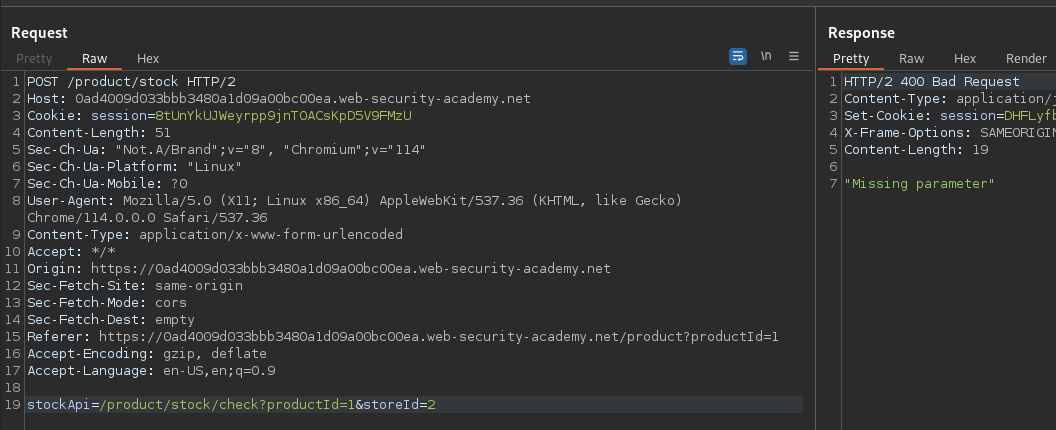 Request
Pretty Raw Hex \n
1 POST /product/stock HTTP/2
2 Host: 0ad4009d033bbb3480a1d09a00bc00ea.web-security-academy.net
3 Cookie: session=8tUnYkUJWeyrpp9jnTOACsKpD5V9FMzU
4 Content-Length: 51
5 Sec-Ch-Ua: "Not.A/Brand";v="8", "Chromium";v="114"
6 Sec-Ch-Ua-Platform: "Linux"
7 Sec-Ch-Ua-Mobile: ?0
8 User-Agent: Mozilla/5.0 (X11; Linux x86_64) AppleWebKit/537.36 (KHTML, like Gecko)
Chrome/114.0.0.0 Safari/537.36
9 Content-Type: application/x-www-form-urlencoded
10 Accept: */*
11 Origin: https://0ad4009d033bbb3480a1d09a00bc00ea.web-security-academy.net
12 Sec-Fetch-Site: same-origin
13 Sec-Fetch-Mode: cors
14 Sec-Fetch-Dest: empty
15 Referer: https://0ad4009d033bbb3480a1d09a00bc00ea.web-security-academy.net/product?productId=1
16 Accept-Encoding: gzip, deflate
17 Accept-Language: en-US,en;q=0.9
18
19 stockApi=/product/stock/check?productId=1&storeId=2
Response
Pretty Raw Hex Render
1 HTTP/2 400 Bad Request
2 Content-Type: application/j
3 Set-Cookie: session=DHFLyfb
4 X-Frame-Options: SAMEORIGIN
5 Content-Length: 19
6
7 "Missing parameter"